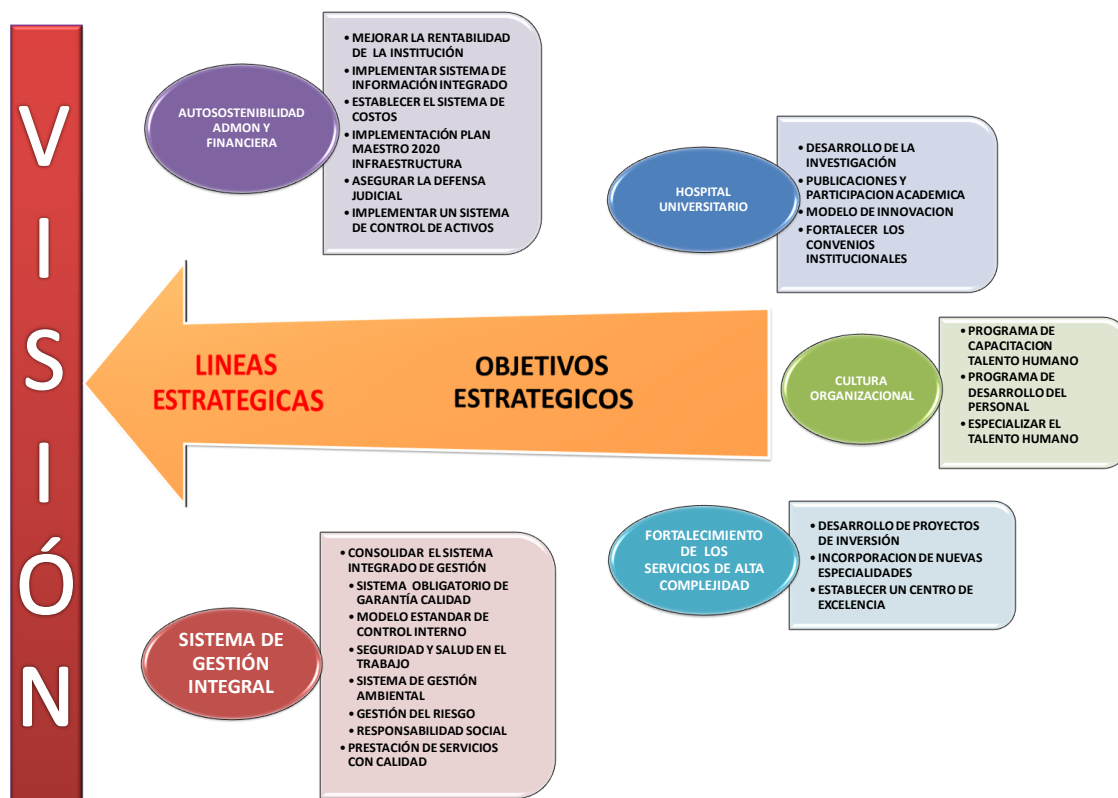 VISIÓN
AUTOSOSTENIBILIDAD
ADMON Y
FINANCIERA
• MEJORAR LA RENTABILIDAD
DE LA INSTITUCIÓN
• IMPLEMENTAR SISTEMA DE
INFORMACIÓN INTEGRADO
• ESTABLECER EL SISTEMA DE
COSTOS
• IMPLEMENTACIÓN PLAN
MAESTRO 2020
INFRAESTRUCTURA
• ASEGURAR LA DEFENSA
JUDICIAL
• IMPLEMENTAR UN SISTEMA
DE CONTROL DE ACTIVOS
HOSPITAL
UNIVERSITARIO
• DESARROLLO DE LA
INVESTIGACIÓN
• PUBLICACIONES Y
PARTICIPACION ACADEMICA
• MODELO DE INNOVACION
• FORTALECER LOS
CONVENIOS
INSTITUCIONALES
LINEAS
ESTRATEGICAS
OBJETIVOS
ESTRATEGICOS
CULTURA
ORGANIZACIONAL
• PROGRAMA DE
CAPACITACION
TALENTO HUMANO
• PROGRAMA DE
DESARROLLO DEL
PERSONAL
• ESPECIALIZAR EL
TALENTO HUMANO
FORTALECIMIENTO
DE LOS
SERVICIOS DE ALTA
COMPLEJIDAD
• DESARROLLO DE PROYECTOS
DE INVERSIÓN
• INCORPORACION DE NUEVAS
ESPECIALIDADES
• ESTABLECER UN CENTRO DE
EXCELENCIA
SISTEMA DE
GESTIÓN
INTEGRAL
• CONSOLIDAR EL SISTEMA
INTEGRADO DE GESTIÓN
• SISTEMA OBLIGATORIO DE
GARANTÍA CALIDAD
• MODELO ESTANDAR DE
CONTROL INTERNO
• SEGURIDAD Y SALUD EN EL
TRABAJO
• SISTEMA DE GESTIÓN
AMBIENTAL
• GESTIÓN DEL RIESGO
• RESPONSABILIDAD SOCIAL
• PRESTACIÓN DE SERVICIOS
CON CALIDAD